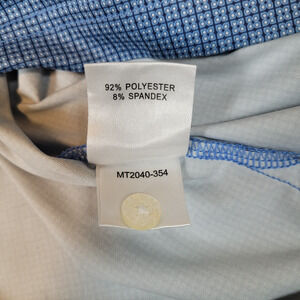 92% POLYESTER
8% SPANDEX
MT2040-354